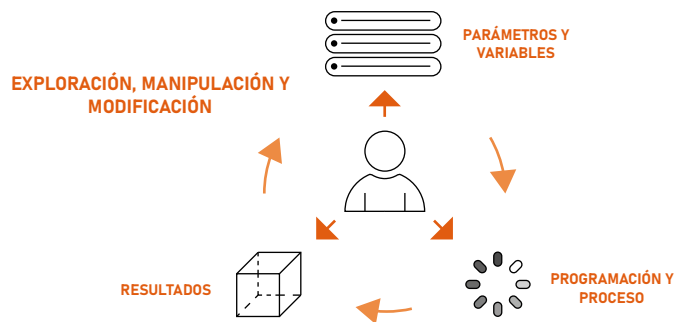 PARÁMETROS Y
VARIABLES
EXPLORACIÓN, MANIPULACIÓN Y
MODIFICACIÓN
RESULTADOS
PROGRAMACIÓN Y
PROCESO